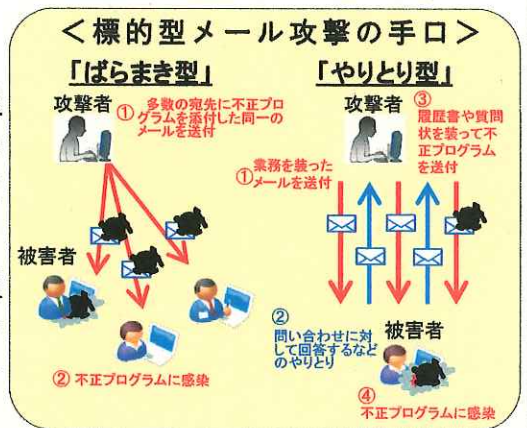 ＜標的型メール攻撃の手口＞
「ばらまき型」
攻撃者
① 多数の宛先に不正プロ
グラムを添付した同一の
メールを送付
被害者
② 不正プログラムに感染
「やりとり型」
攻撃者
①業務を装った
メールを送付
②
問い合わせに対
して回答するなど
のやりとり
③
履歴書や質問
状を装って不
正プログラム
を送付
被害者
④
不正プログラムに感染